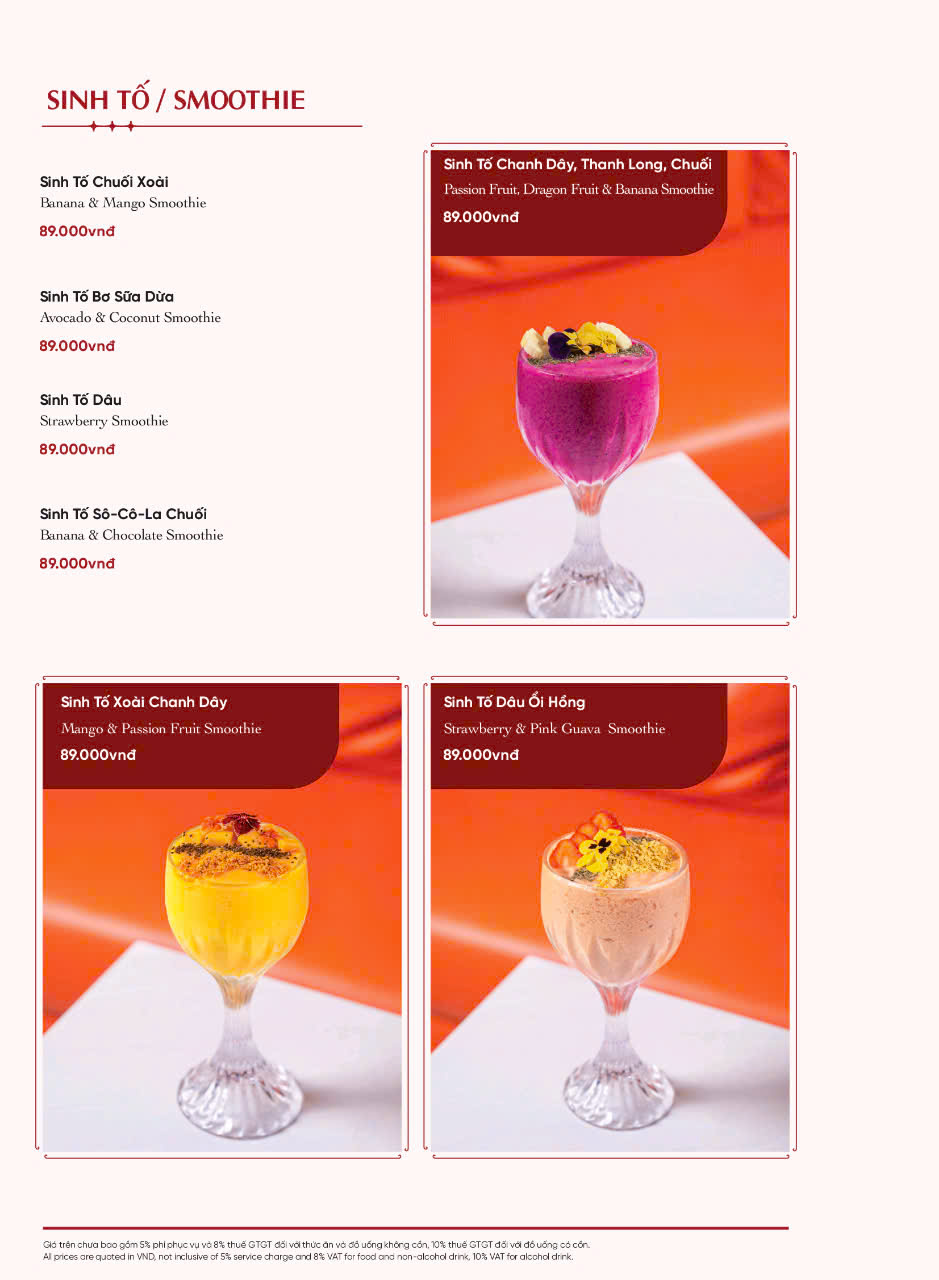 SINH TỐ / SMOOTHIE
Sinh Tố Chuối Xoài
Banana & Mango Smoothie
89.000vnđ
Sinh Tố Bơ Sữa Dừa
Avocado & Coconut Smoothie
89.000vnđ
Sinh Tố Dâu
Strawberry Smoothie
89.000vnđ
Sinh Tố Sô-Cô-La Chuối
Banana & Chocolate Smoothie
89.000vnđ
Sinh Tố Chanh Dây, Thanh Long, Chuối
Passion Fruit, Dragon Fruit & Banana Smoothie
89.000vnđ
Sinh Tố Xoài Chanh Dây
Mango & Passion Fruit Smoothie
89.000vnđ
Sinh Tố Dâu Ổi Hồng
Strawberry & Pink Guava Smoothie
89.000vnđ
Giá trên chưa bao gồm 5% phí phục vụ và 8% thuế GTGT đối với thức ăn và đồ uống không cồn, 10% thuế GTGT đối với đồ uống có cồn.
All prices are quoted in VND, not inclusive of 5% service charge and 8% VAT for food and non-alcohol drink, 10% VAT for alcohol drink.